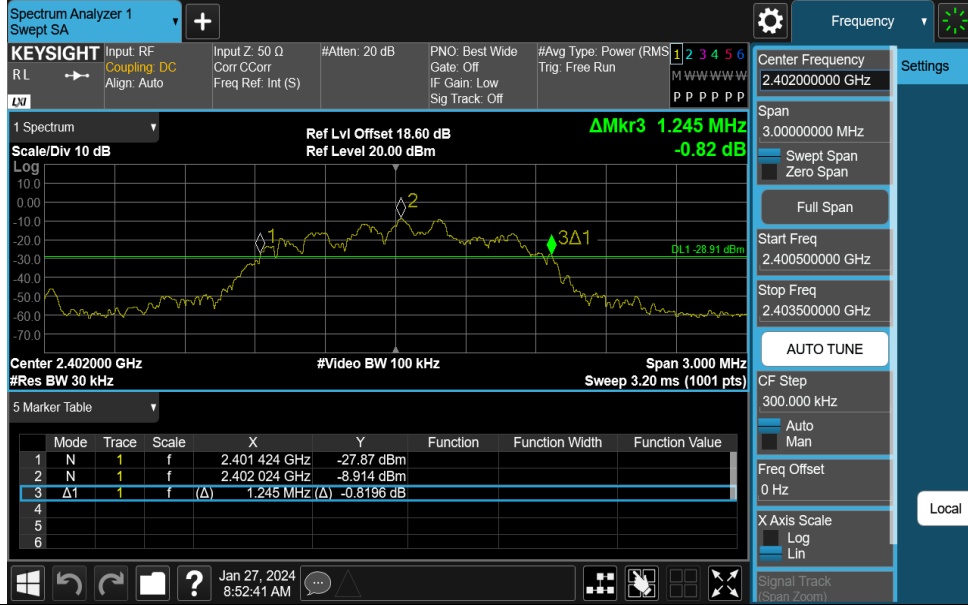 Spectrum Analyzer 1
Swept SA
+
Frequency
KEYSIGHT
Input: RF
Coupling: DC
Align: Auto
Input Z: 50 Ω
Corr CCorr
Freq Ref: Int (S)
#Atten: 20 dB
PNO: Best Wide
Gate: Off
IF Gain: Low
Sig Track: Off
#Avg Type: Power (RMS
Trig: Free Run
1 2 3 4 5 6
M W W W W W
P P P P P P
R L
LXI
Center Frequency
2.402000000 GHz
Settings
Span
3.00000000 MHz
Swept Span
Zero Span
Full Span
Start Freq
2.400500000 GHz
Stop Freq
2.403500000 GHz
AUTO TUNE
CF Step
300.000 kHz
Auto
Man
Freq Offset
0 Hz
X Axis Scale
Log
Lin
Signal Track
(Span Zoom)
Local
1 Spectrum
Scale/Div 10 dB
Ref Lvl Offset 18.60 dB
Ref Level 20.00 dBm
ΔMkr3 1.245 MHz
-0.82 dB
Log
10.0
0.00
-10.0
-20.0
-30.0
-40.0
-50.0
-60.0
-70.0
1
2
3Δ1
DL1 -28.91 dBm
Center 2.402000 GHz
#Video BW 100 kHz
Span 3.000 MHz
#Res BW 30 kHz
Sweep 3.20 ms (1001 pts)
5 Marker Table
Mode Trace Scale X Y Function Function Width Function Value
1 N 1 f 2.401 424 GHz -27.87 dBm
2 N 1 f 2.402 024 GHz -8.914 dBm
3 Δ1 1 f (Δ) 1.245 MHz (Δ) -0.8196 dB
4
5
6
?
Jan 27, 2024
8:52:41 AM